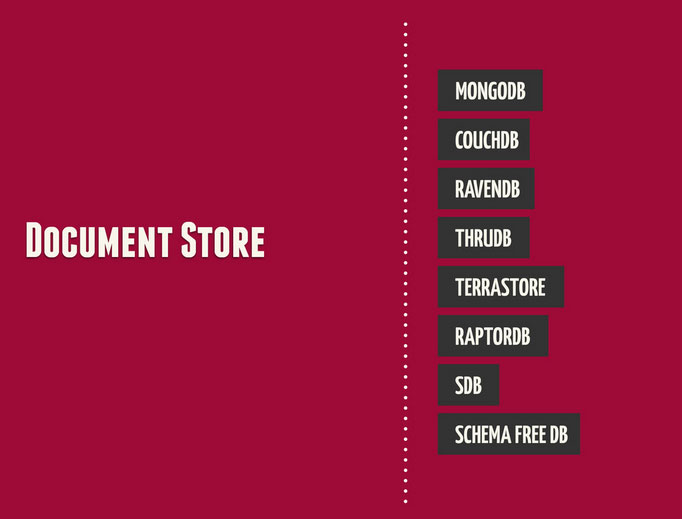 Document Store
MONGODB
COUCHDB
RAVENDB
THRUDB
TERRASTORE
RAPTORDB
SDB
SCHEMA FREE DB